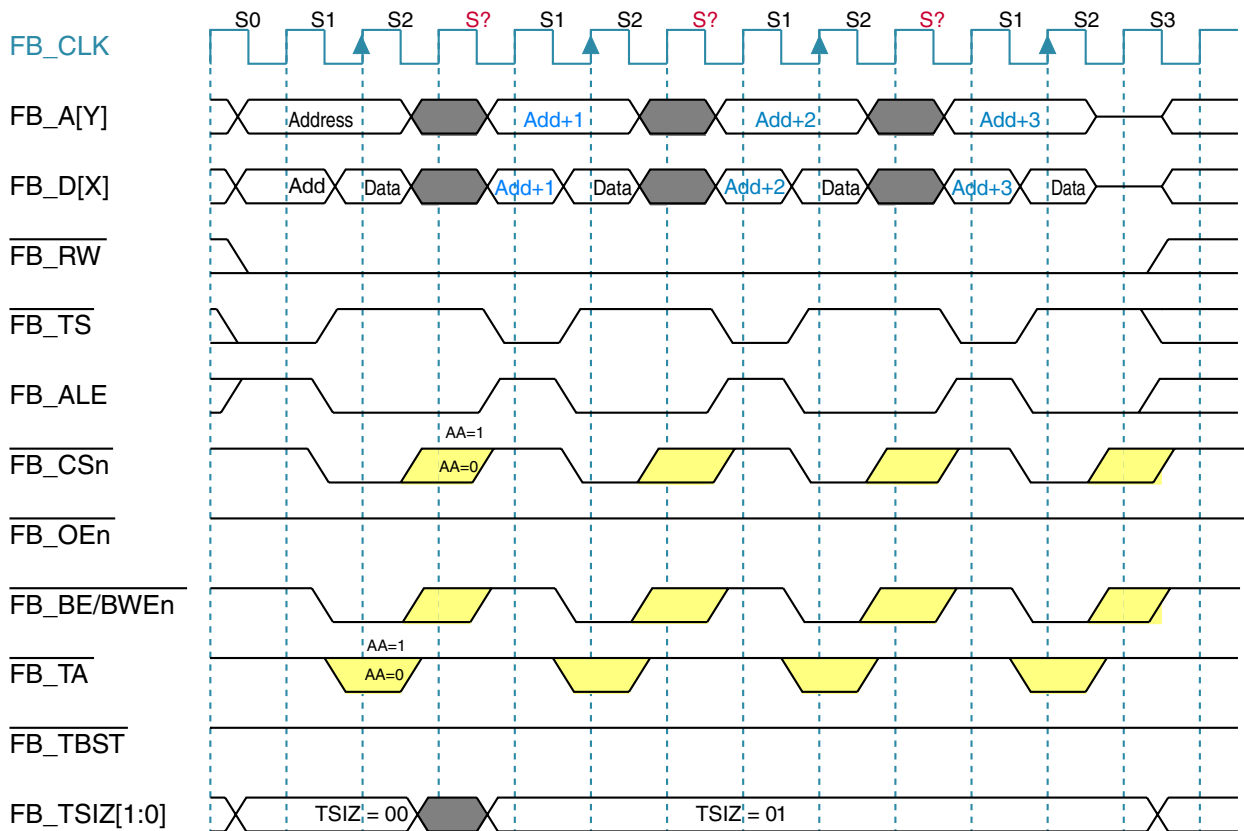 S0 S1 S2 S? S1 S2 S? S1 S2 S? S1 S2 S3
FB_CLK
FB_A[Y] Address Add+1 Add+2 Add+3
FB_D[X] Add Data Add+1 Data Add+2 Data Add+3 Data
FB_RW
FB_TS
FB_ALE
AA=1
FB_CSn AA=0
FB_OEn
FB_BE/BWEn
AA=1
FB_TA AA=0
FB_TBST
FB_TSIZ[1:0] TSIZ = 00 TSIZ = 01